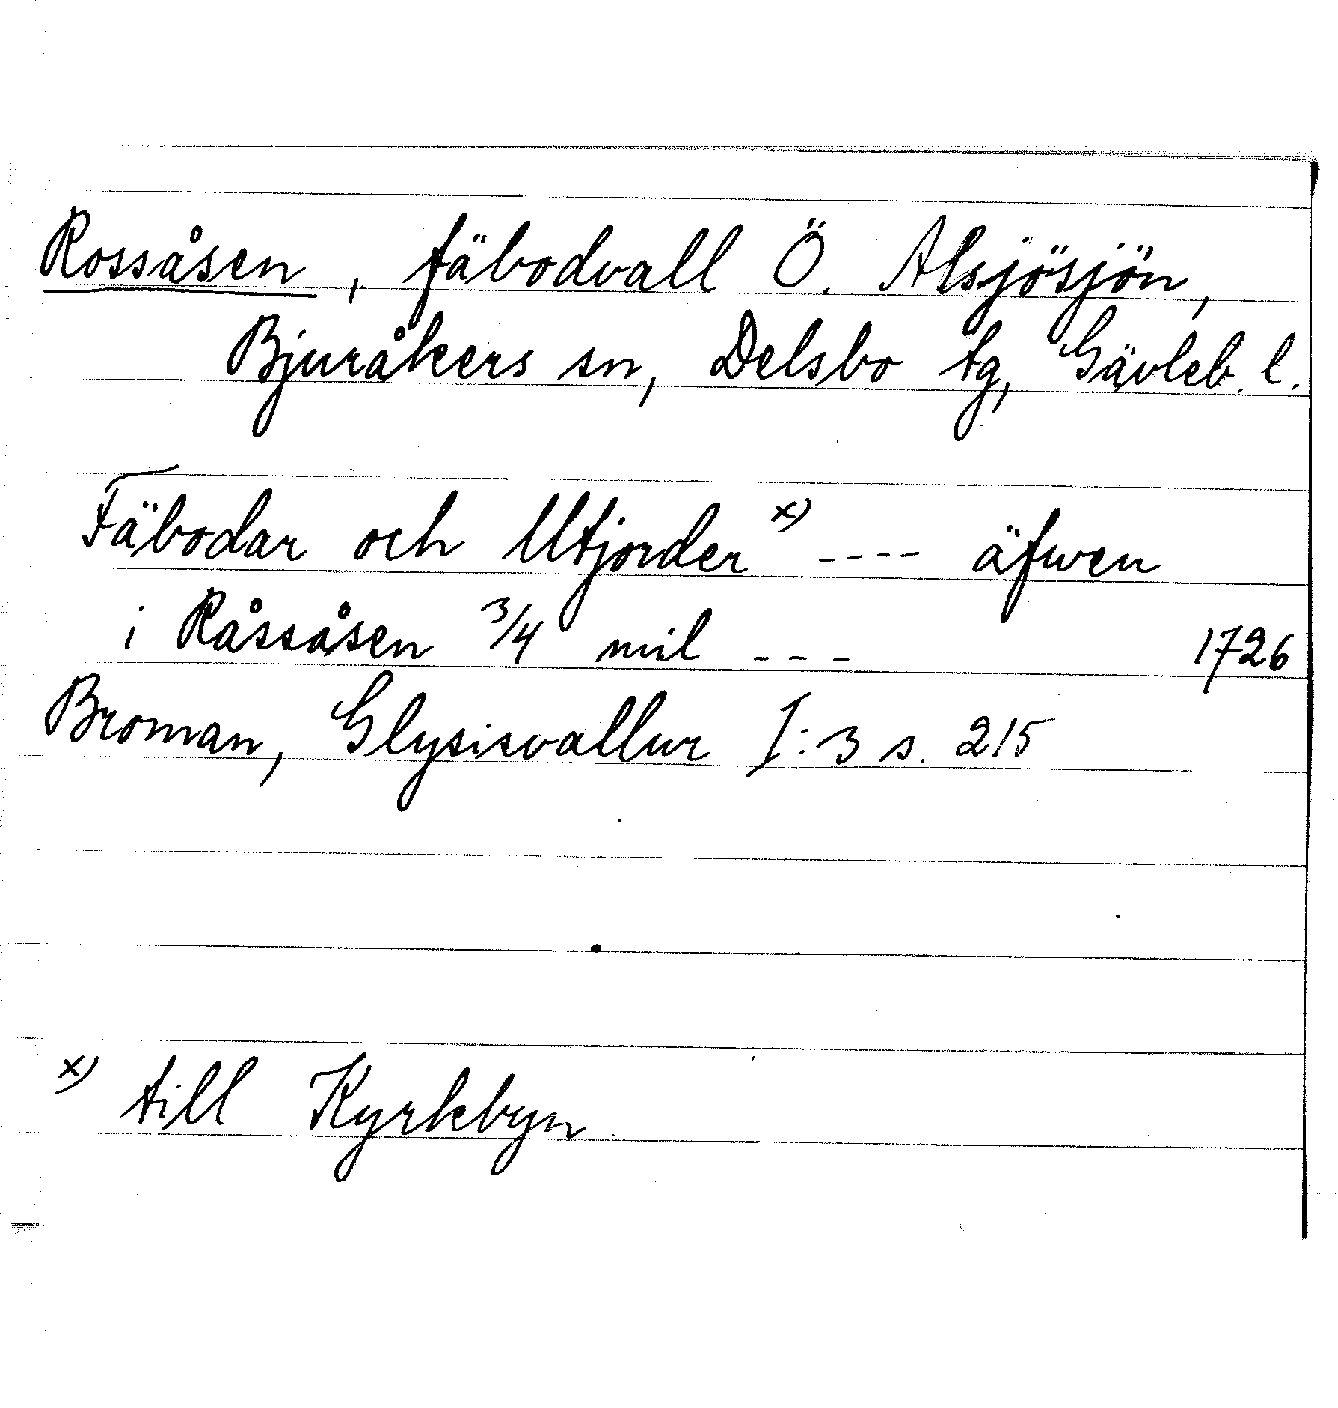 Rossåsen, fäbodvall Ö. Alsjösjön,
Bjuråkers sn, Delsbo tg, Gävleb. l.
Fäbodar och Utjorder x) ---- äfwen
i Råssåsen 3/4 mil --- 1726
Broman, Glysisvallur I:3 s. 215
x) till Kyrkbyn